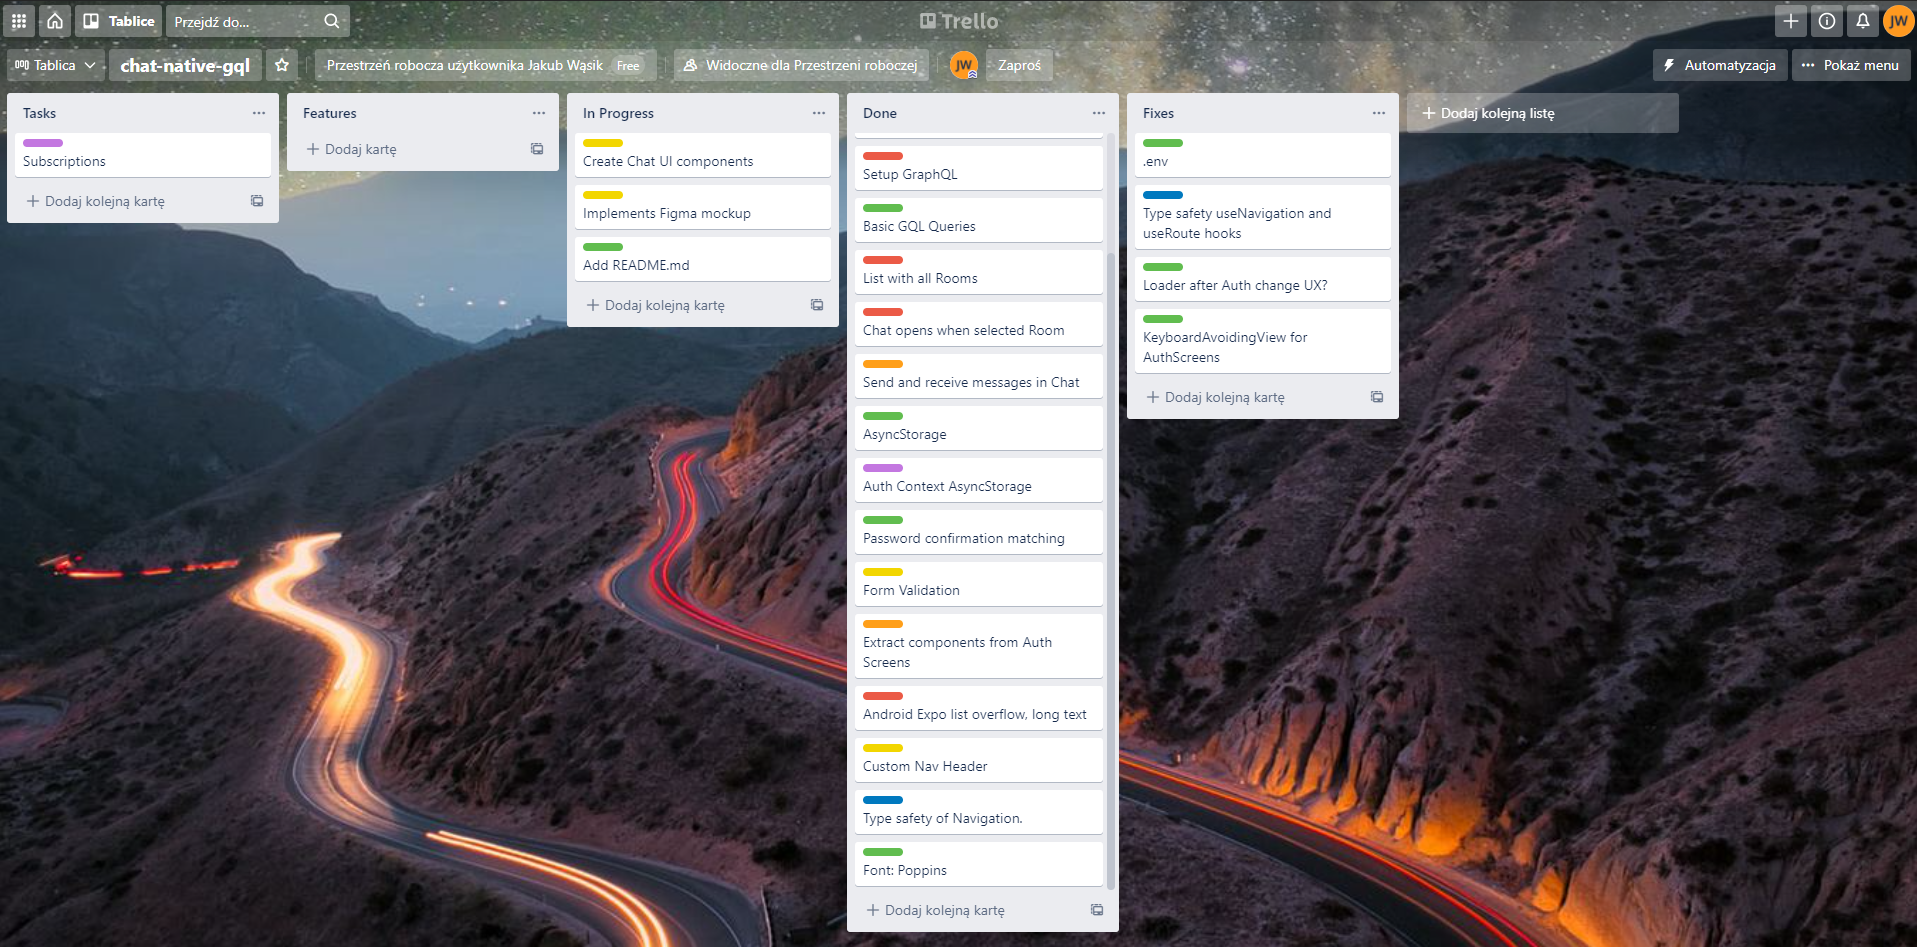 Tablice
Przejdź do...
Trello
JW
Tablica
chat-native-gql
Przestrzeń robocza użytkownika Jakub Wąsik Free
Widoczne dla Przestrzeni roboczej
JW
Zaproś
Automatyzacja
Pokaż menu
Tasks
Subscriptions
Dodaj kolejną kartę
Features
Dodaj kartę
In Progress
Create Chat UI components
Implements Figma mockup
Add README.md
Dodaj kolejną kartę
Done
Setup GraphQL
Basic GQL Queries
List with all Rooms
Chat opens when selected Room
Send and receive messages in Chat
AsyncStorage
Auth Context AsyncStorage
Password confirmation matching
Form Validation
Extract components from Auth
Screens
Android Expo list overflow, long text
Custom Nav Header
Type safety of Navigation.
Font: Poppins
Dodaj kolejną kartę
Fixes
.env
Type safety useNavigation and
useRoute hooks
Loader after Auth change UX?
KeyboardAvoidingView for
AuthScreens
Dodaj kolejną kartę
Dodaj kolejną listę